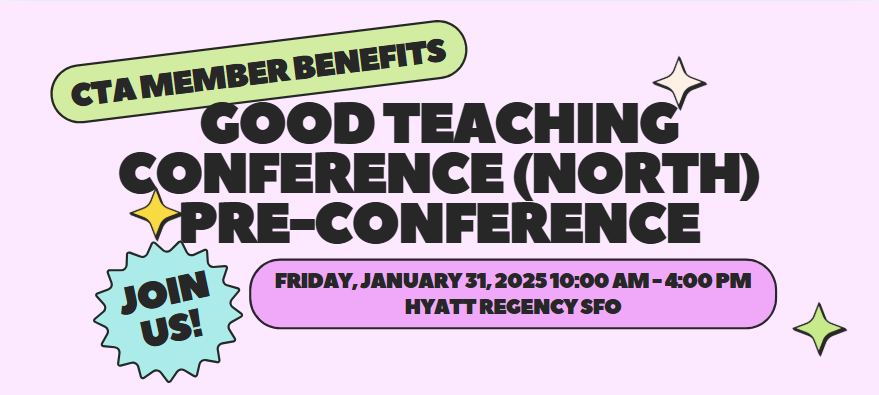 CTA MEMBER BENEFITS
GOOD TEACHING
CONFERENCE (NORTH)
PRE-CONFERENCE
JOIN
US!
FRIDAY, JANUARY 31, 2025 10:00 AM - 4:00 PM
HYATT REGENCY SFO